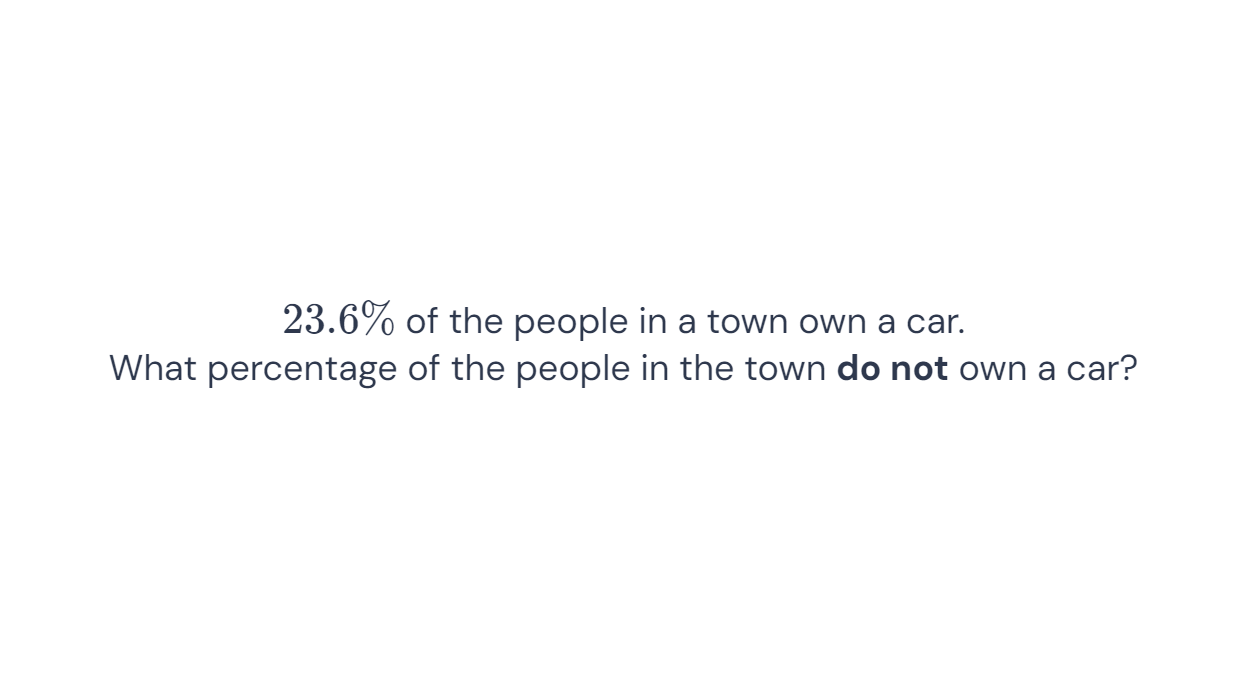 23.6% of the people in a town own a car.
What percentage of the people in the town do not own a car?